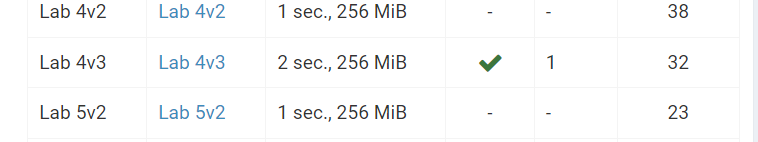 Lab 4v2 Lab 4v2 1 sec., 256 MiB - - 38
Lab 4v3 Lab 4v3 2 sec., 256 MiB 1 32
Lab 5v2 Lab 5v2 1 sec., 256 MiB - - 23